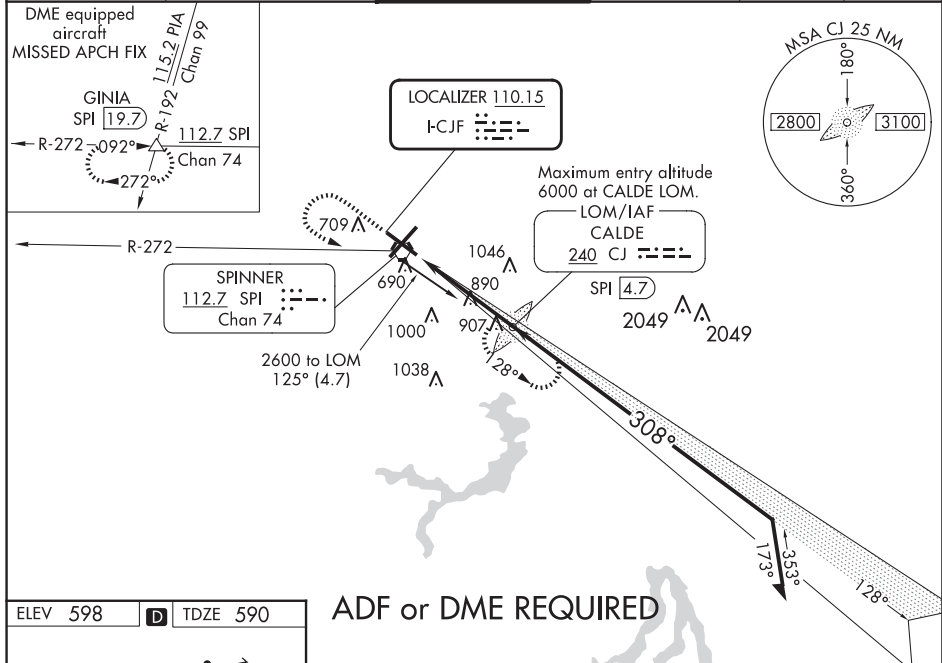 DME equipped
aircraft
MISSED APCH FIX
115.2 PIA
Chan 99
R-192
GINIA
SPI 19.7
R-272
092°
112.7 SPI
Chan 74
272°
LOCALIZER 110.15
I-CJF
MSA CJ 25 NM
180°
2800
3100
360°
Maximum entry altitude
6000 at CALDE LOM.
LOM/IAF
CALDE
240 CJ
SPI 4.7
709
R-272
1046
SPINNER
112.7 SPI
Chan 74
690
890
1000
907
2049
2049
2600 to LOM
125° (4.7)
1038
128°
308°
173°
353°
128°
ELEV 598
D
TDZE 590
ADF or DME REQUIRED